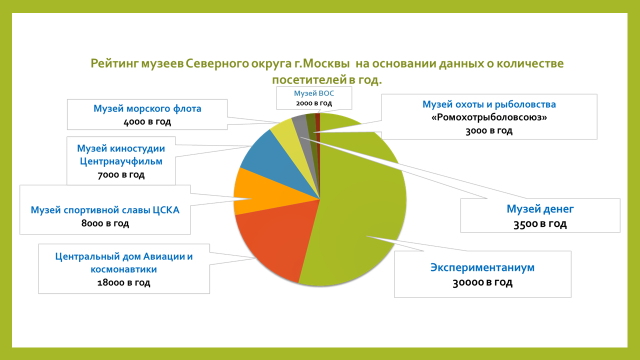 Рейтинг музеев Северного округа г.Москвы на основании данных о количестве
посетителей в год.
Музей ВОС
2000 в год
Музей морского флота
4000 в год
Музей охоты и рыболовства
«Ромохотрыболовсоюз»
3000 в год
Музей киностудии
Центрнаучфильм
7000 в год
Музей спортивной славы ЦСКА
8000 в год
Музей денег
3500 в год
Центральный дом Авиации и
космонавтики
18000 в год
Экспериментаниум
30000 в год